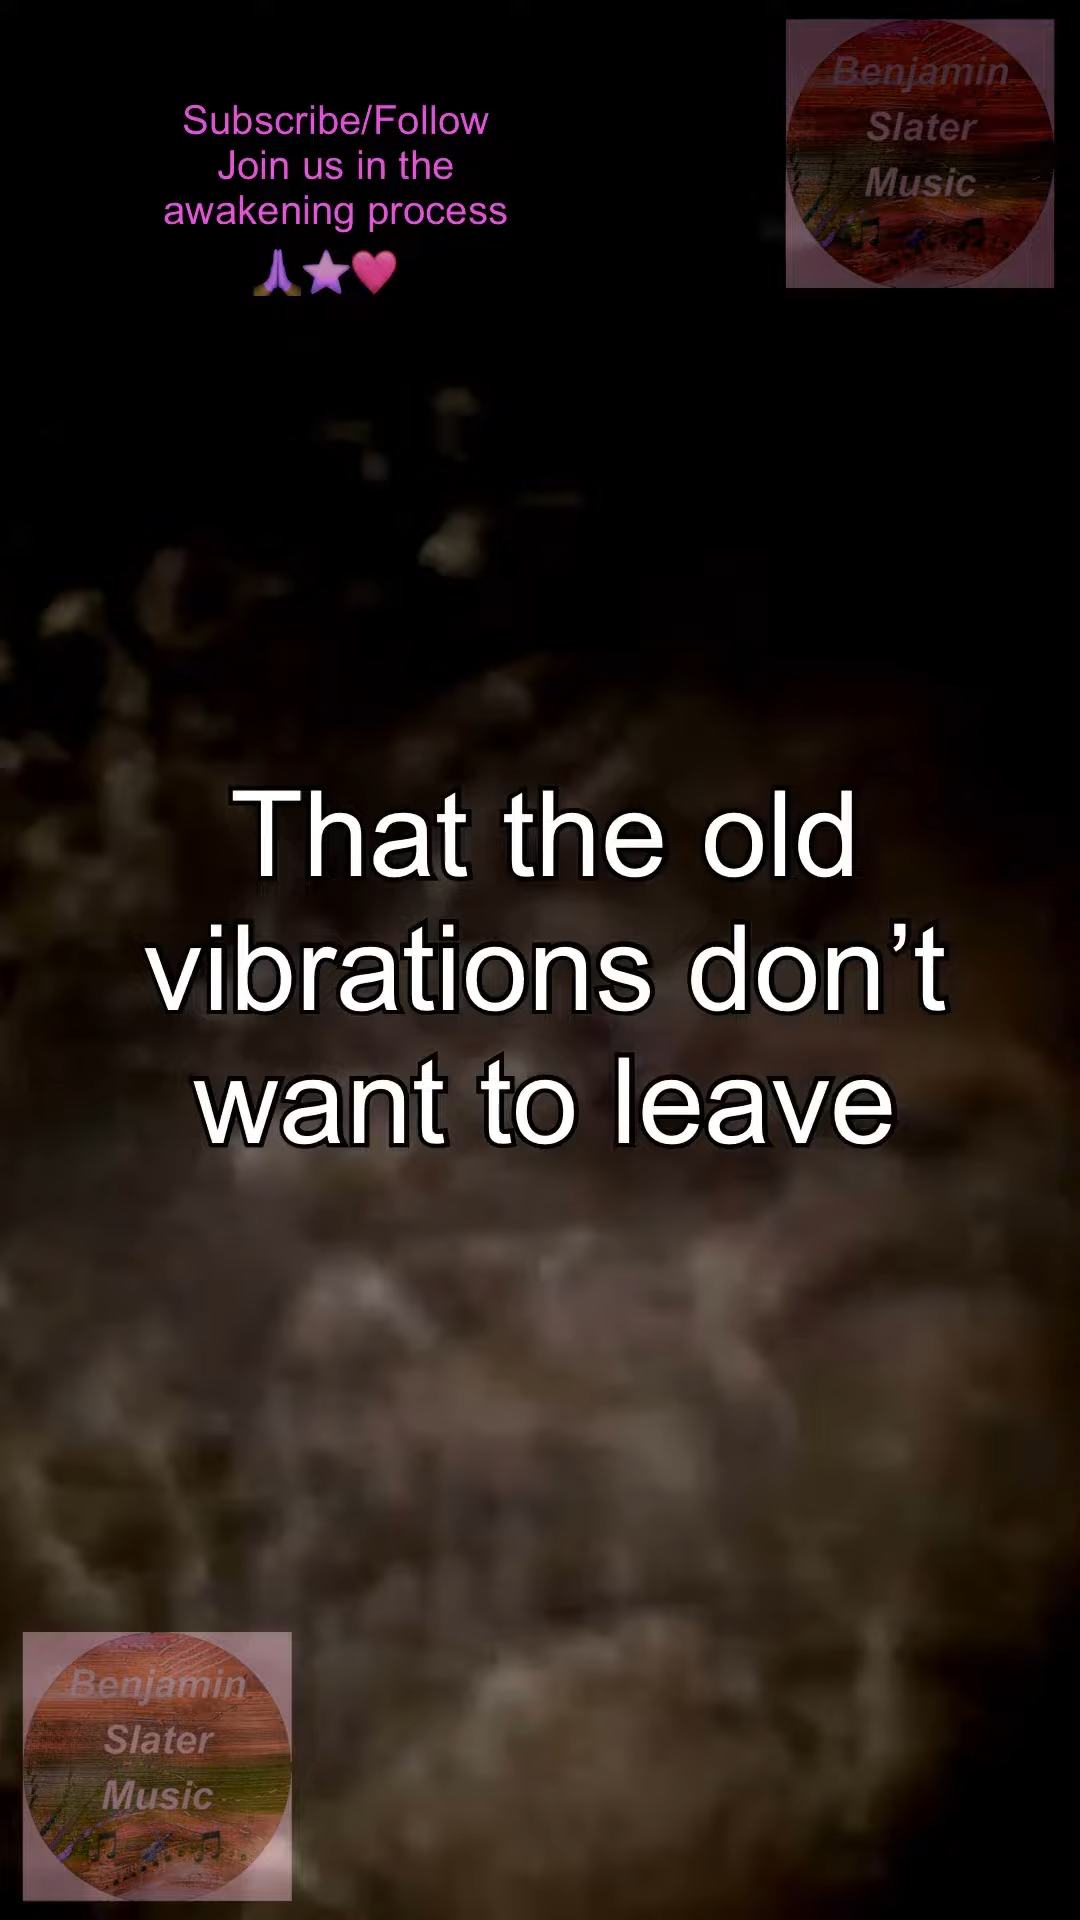 Subscribe/Follow
Join us in the
awakening process
🙏⭐💗
Benjamin
Slater
Music
That the old
vibrations don’t
want to leave
Benjamin
Slater
Music